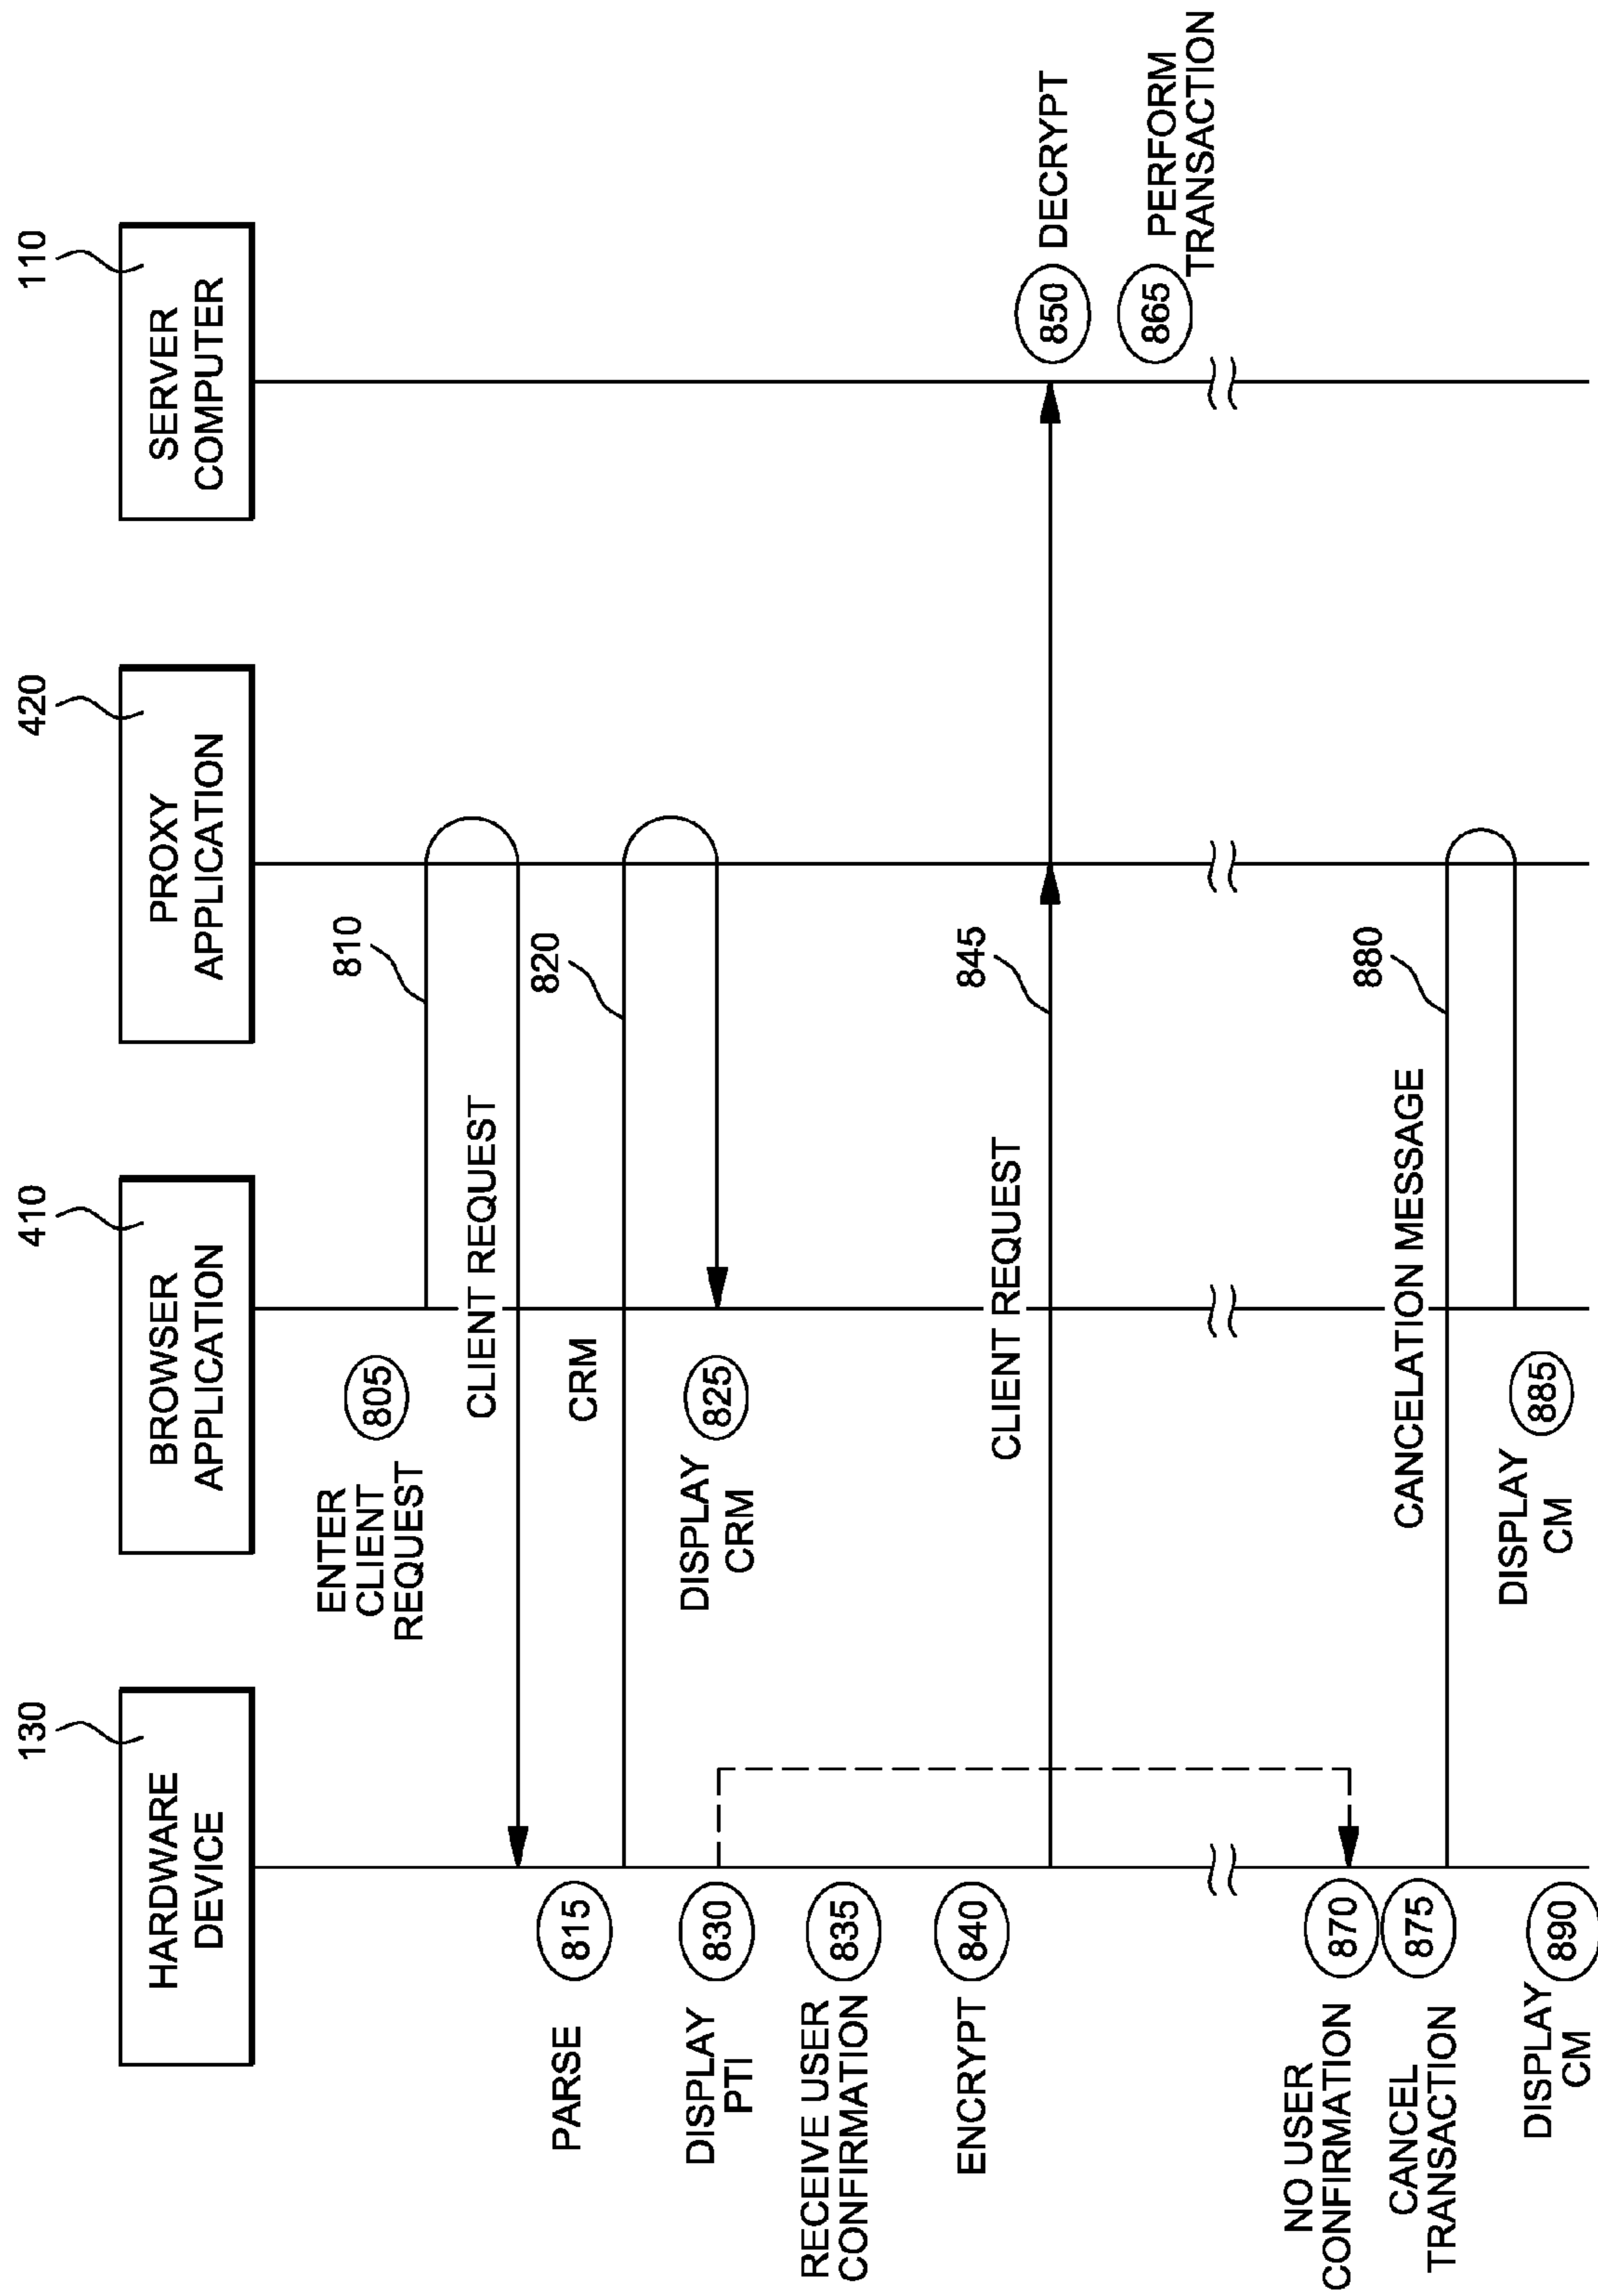 130
HARDWARE
DEVICE
410
BROWSER
APPLICATION
420
PROXY
APPLICATION
110
SERVER
COMPUTER
ENTER
CLIENT
REQUEST
805
810
CLIENT REQUEST
PARSE
815
CRM
820
DISPLAY
CRM
825
DISPLAY
PTI
830
RECEIVE USER
CONFIRMATION
835
ENCRYPT
840
CLIENT REQUEST
845
850
DECRYPT
865
PERFORM
TRANSACTION
NO USER
CONFIRMATION
870
CANCEL
TRANSACTION
875
CANCELATION MESSAGE
880
DISPLAY
CM
885
DISPLAY
CM
890